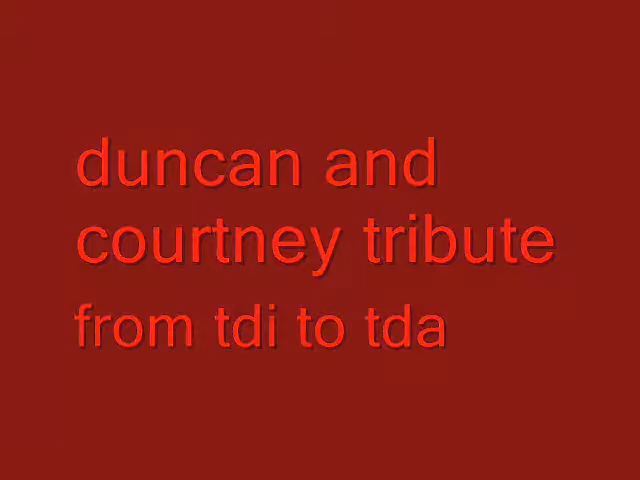 duncan and
courtney tribute
from tdi to tda